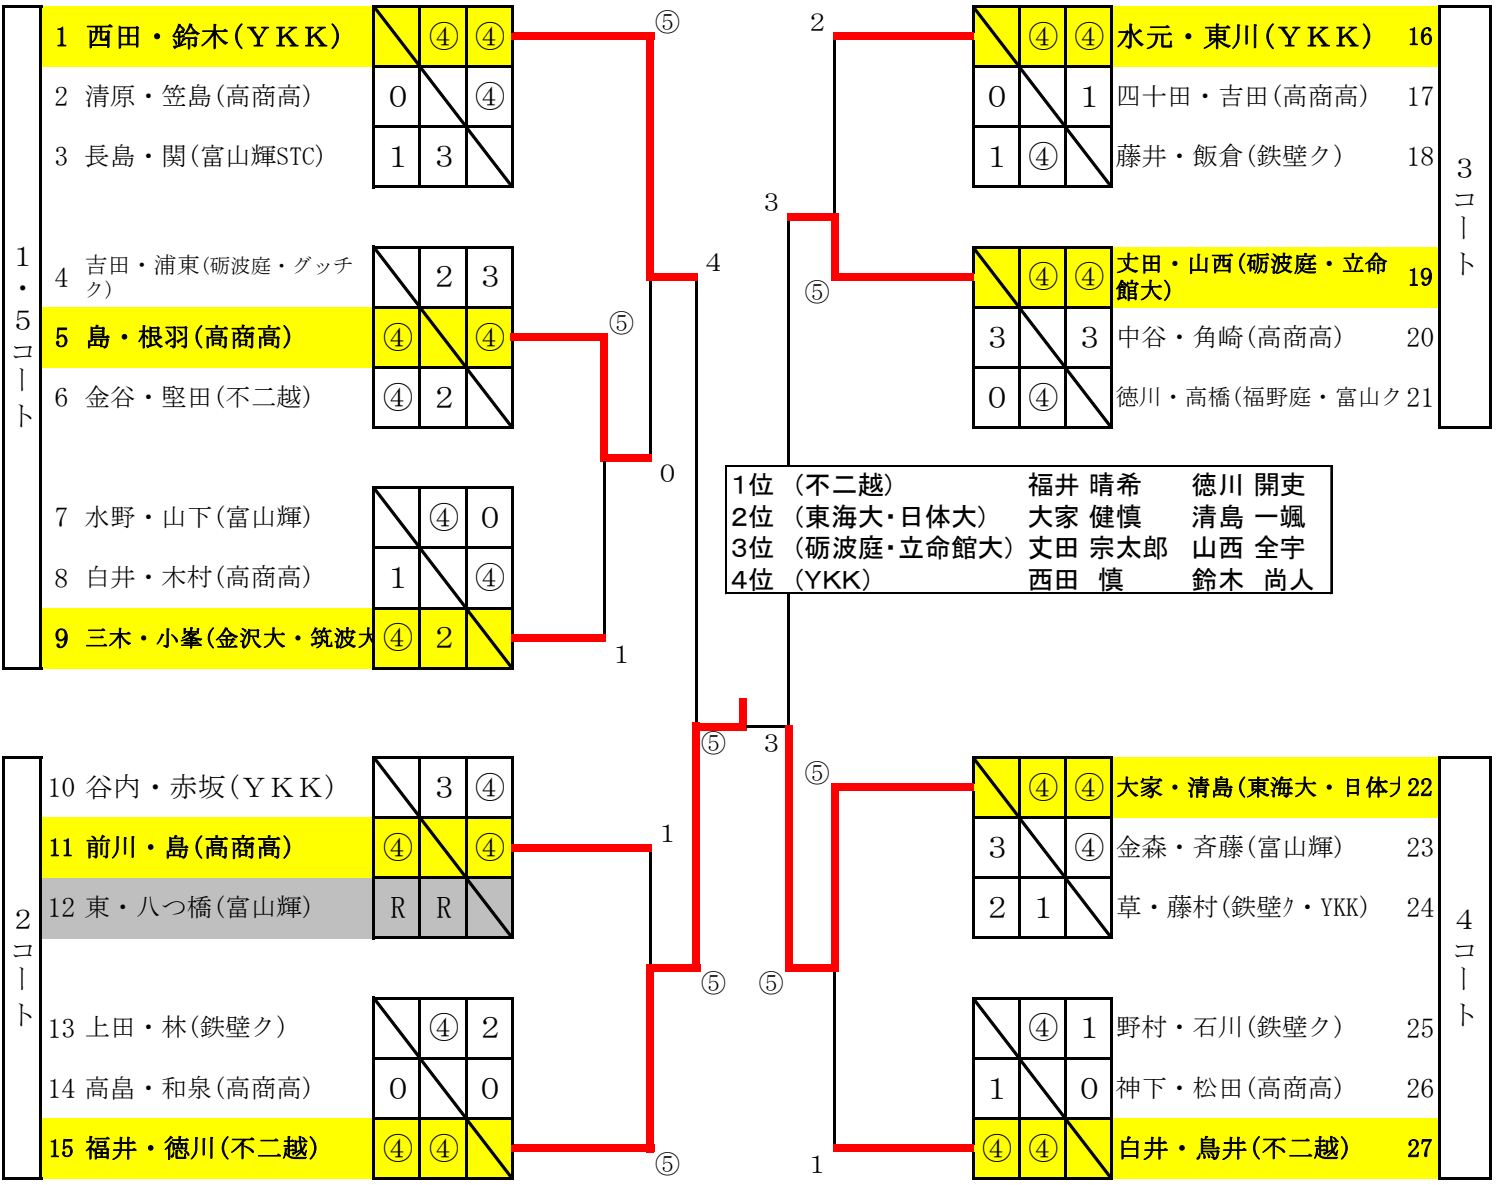 1・5コート
1 西田・鈴木(ＹＫＫ) ④ ④
2 清原・笠島(高商高) 0 ④
3 長島・関(富山輝STC) 1 3
⑤
4 吉田・浦東(砺波庭・グッチク) 2 3
5 島・根羽(高商高) ④ ④
6 金谷・堅田(不二越) ④ 2
⑤
4
0
7 水野・山下(富山輝) ④ 0
8 白井・木村(高商高) 1 ④
9 三木・小峯(金沢大・筑波大 ④ 2
1
2コート
10 谷内・赤坂(ＹＫＫ) 3 ④
11 前川・島(高商高) ④ ④
12 東・八つ橋(富山輝) R R
1
13 上田・林(鉄壁ク) ④ 2
14 高畠・和泉(高商高) 0 0
15 福井・徳川(不二越) ④ ④
⑤
⑤
⑤ 3
1位 (不二越) 福井 晴希 徳川 開吏
2位 (東海大・日体大) 大家 健慎 清島 一颯
3位 (砺波庭・立命館大) 丈田 宗太郎 山西 全宇
4位 (YKK) 西田 慎 鈴木 尚人
3コート
2
④ ④ 水元・東川(ＹＫＫ) 16
0 1 四十田・吉田(高商高) 17
1 ④ 藤井・飯倉(鉄壁ク) 18
3
⑤
④ ④ 丈田・山西(砺波庭・立命館大) 19
3 3 中谷・角崎(高商高) 20
0 ④ 徳川・高橋(福野庭・富山ク 21
4コート
⑤
④ ④ 大家・清島(東海大・日体大 22
3 ④ 金森・斉藤(富山輝) 23
2 1 草・藤村(鉄壁ｸ・YKK) 24
⑤
④ 1 野村・石川(鉄壁ク) 25
1 0 神下・松田(高商高) 26
④ ④ 白井・鳥井(不二越) 27
1